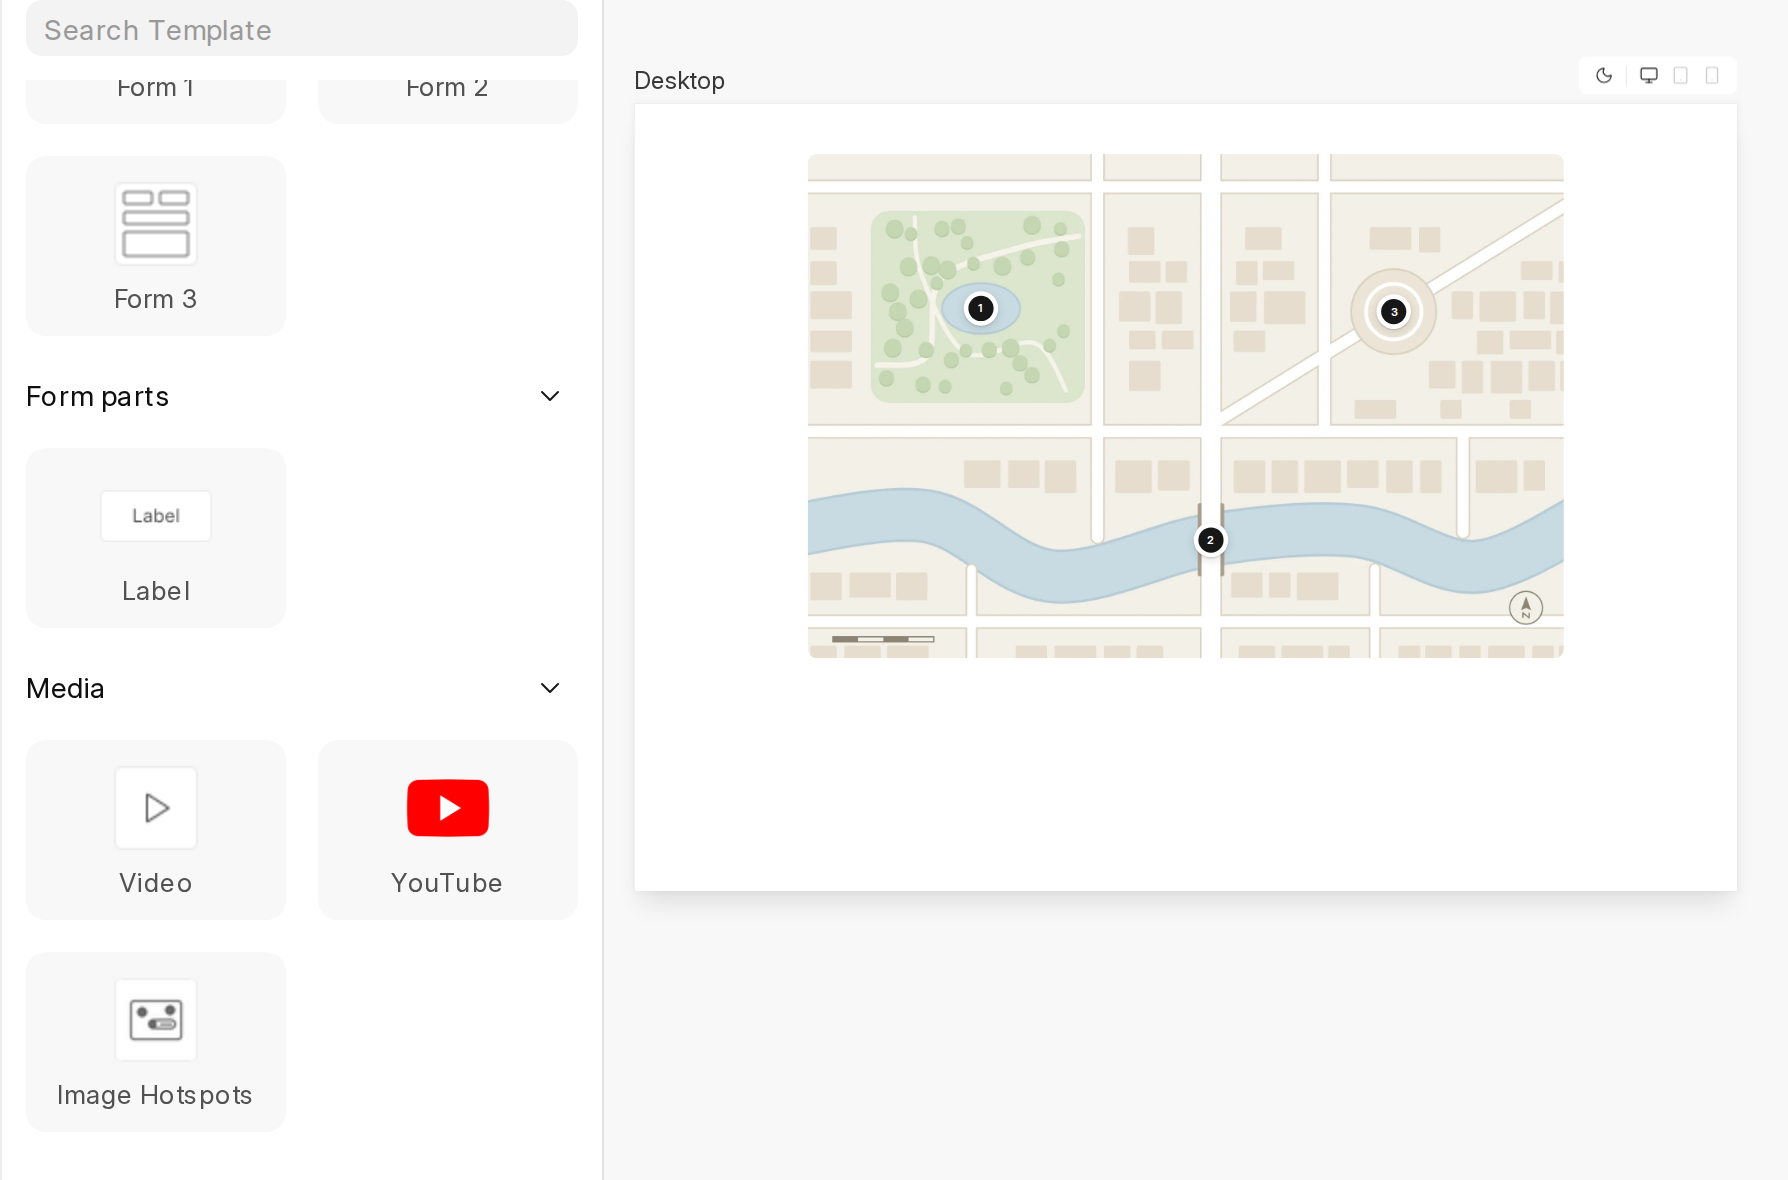 Search Template
Form 1
Form 2
Form 3
Form parts
Label
Label
Media
Video
YouTube
Image Hotspots
Desktop
1
3
2
N